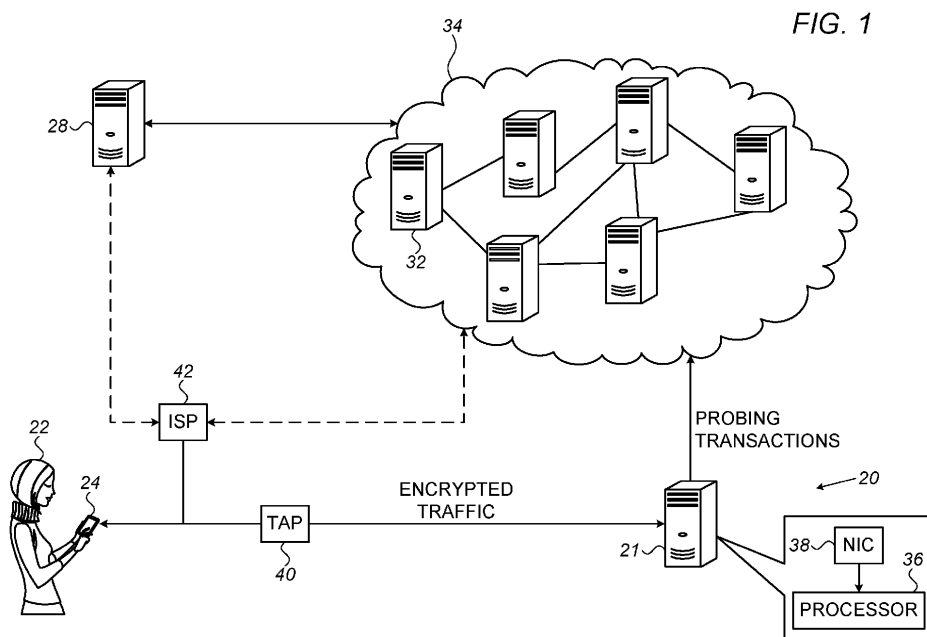 FIG. 1
34
28
32
42
ISP
22
24
PROBING
TRANSACTIONS
20
ENCRYPTED
TRAFFIC
TAP
40
21
38
NIC
36
PROCESSOR